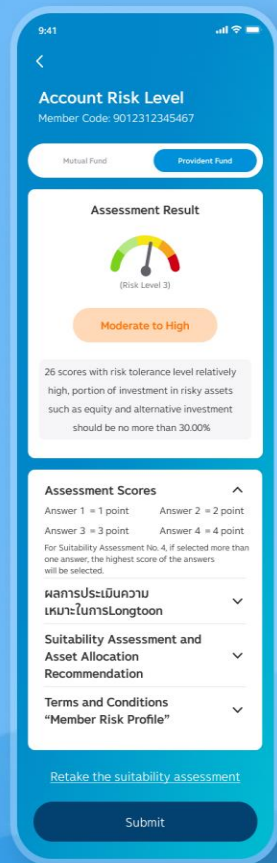 9:41
Account Risk Level
Member Code: 9012312345467
Mutual Fund
Provident Fund
Assessment Result
(Risk Level 3)
Moderate to High
26 scores with risk tolerance level relatively
high, portion of investment in risky assets
such as equity and alternative investment
should be no more than 30.00%
Assessment Scores
Answer 1 = 1 point Answer 2 = 2 point
Answer 3 = 3 point Answer 4 = 4 point
For Suitability Assessment No. 4, if selected more than
one answer, the highest score of the answers
will be selected.
ผลการประเมินความ
เหมาะในการLongtoon
Suitability Assessment and
Asset Allocation
Recommendation
Terms and Conditions
“Member Risk Profile”
Retake the suitability assessment
Submit